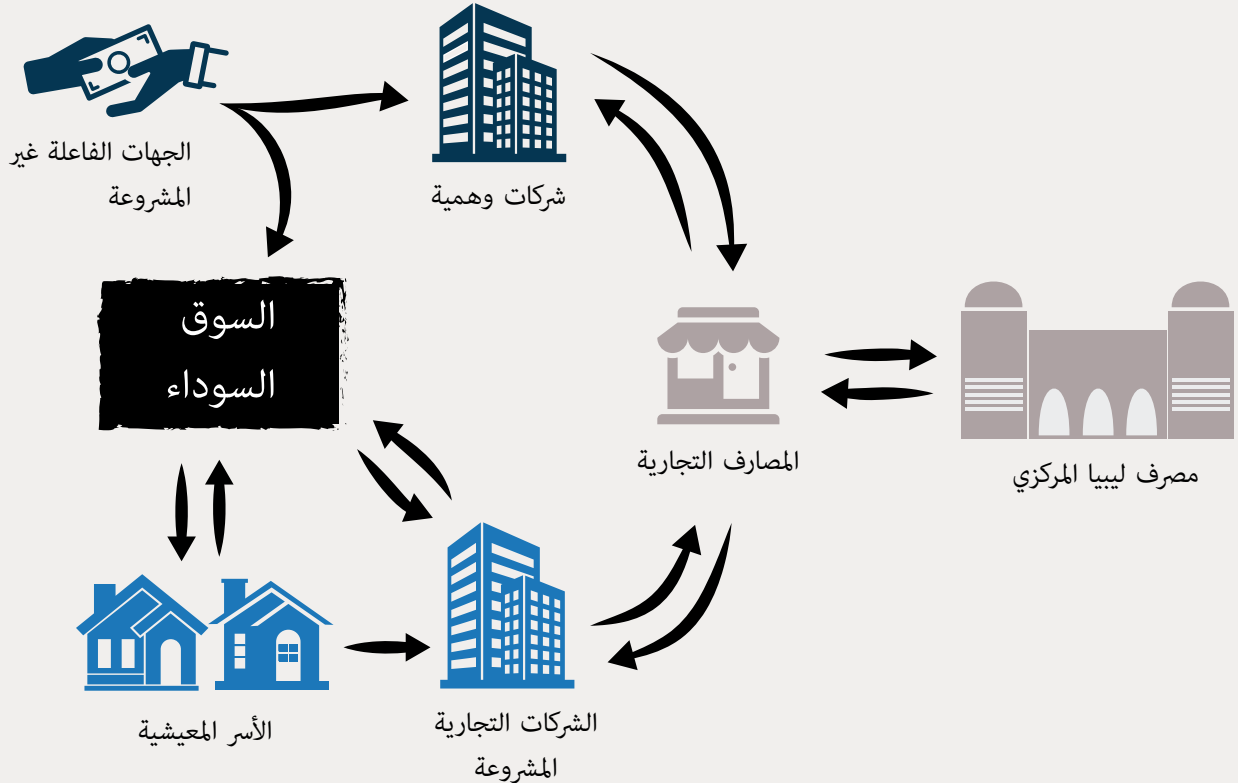 الجهات الفاعلة غير
المشروعة
شركات وهمية
السوق
السوداء
المصارف التجارية
مصرف ليبيا المركزي
الأسر المعيشية
الشركات التجارية
المشروعة